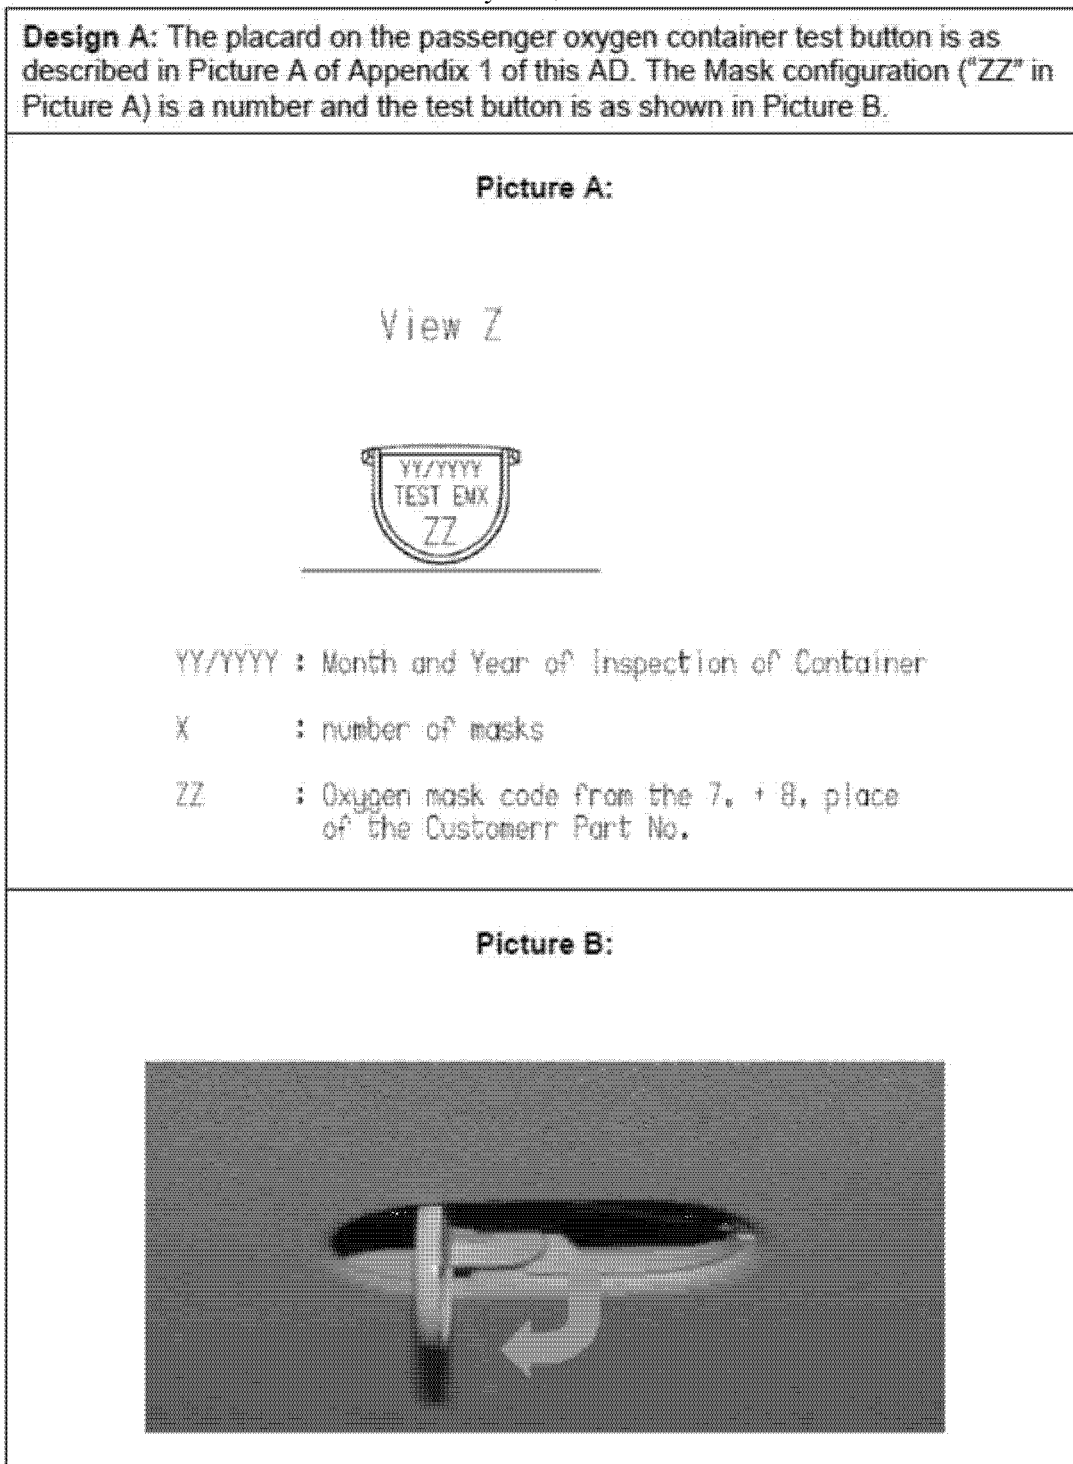 Design A: The placard on the passenger oxygen container test button is as
described in Picture A of Appendix 1 of this AD. The Mask configuration ("ZZ" in
Picture A) is a number and the test button is as shown in Picture B.
Picture A:
View Z
YY/YYYY
TEST EMX
ZZ
YY/YYYY : Month and Year of Inspection of Container
X : number of masks
ZZ : Oxygen mask code from the 7. + 8. place
of the Customerr Part No.
Picture B: